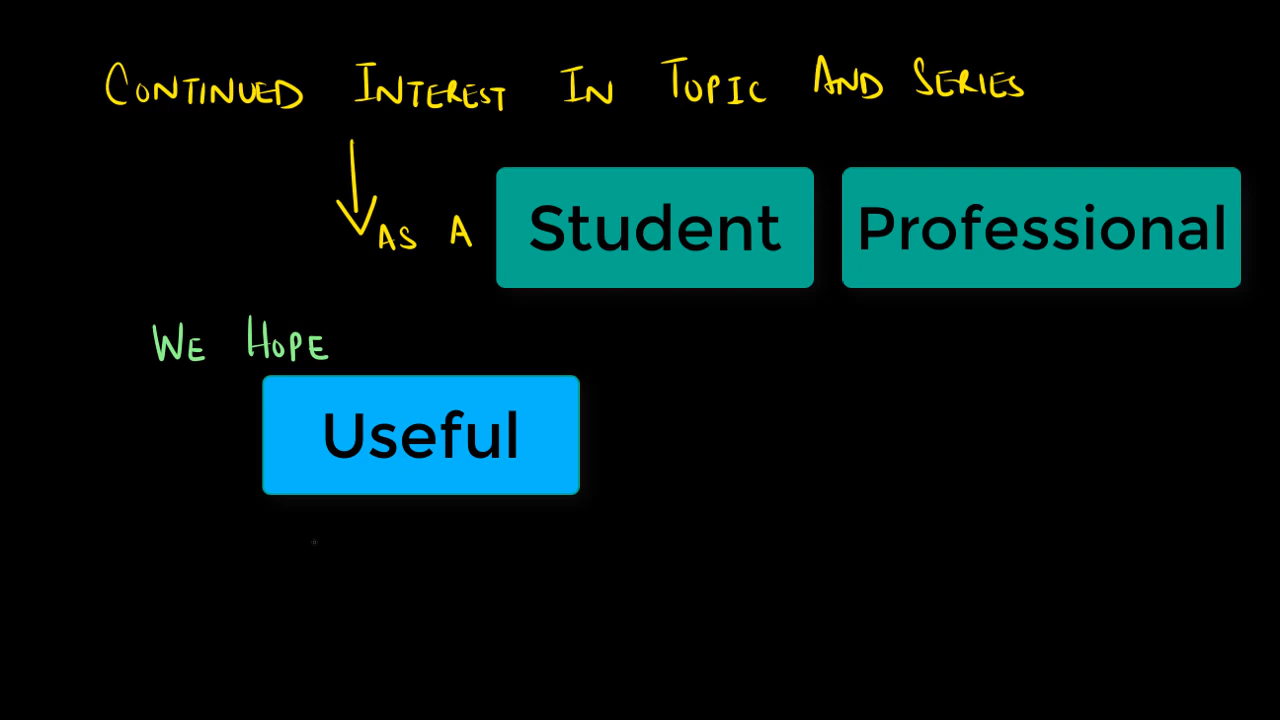 CONTINUED INTEREST IN TOPIC AND SERIES
AS A Student Professional
WE HOPE
Useful